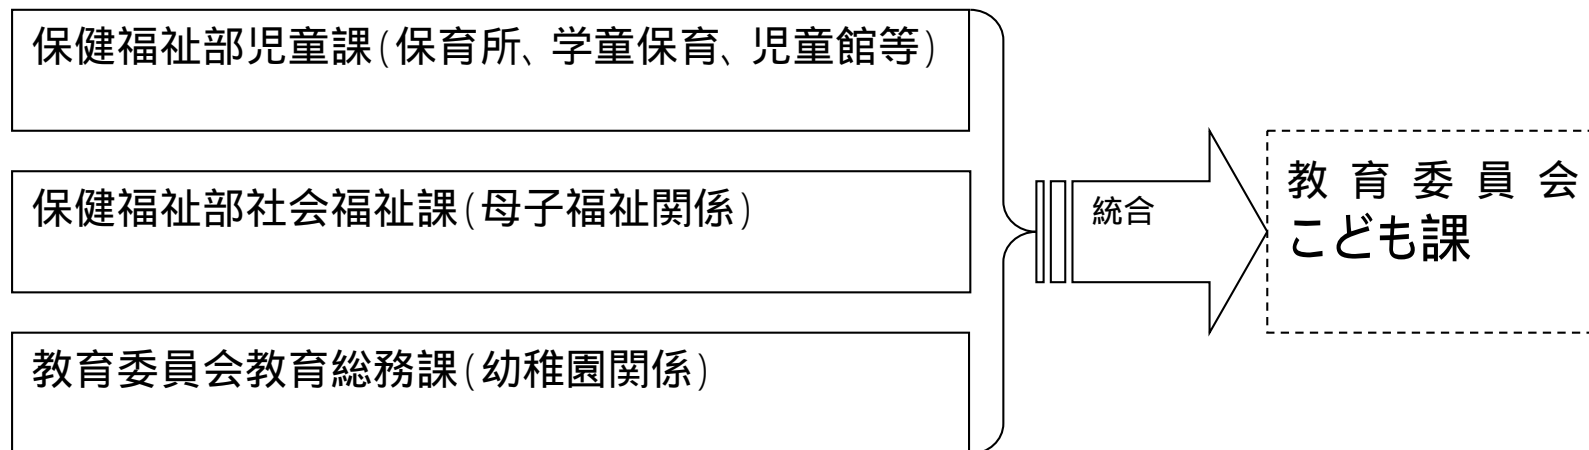 保健福祉部児童課(保育所、学童保育、児童館等)
保健福祉部社会福祉課(母子福祉関係)
教育委員会教育総務課(幼稚園関係)
統合
教育委員会
こども課